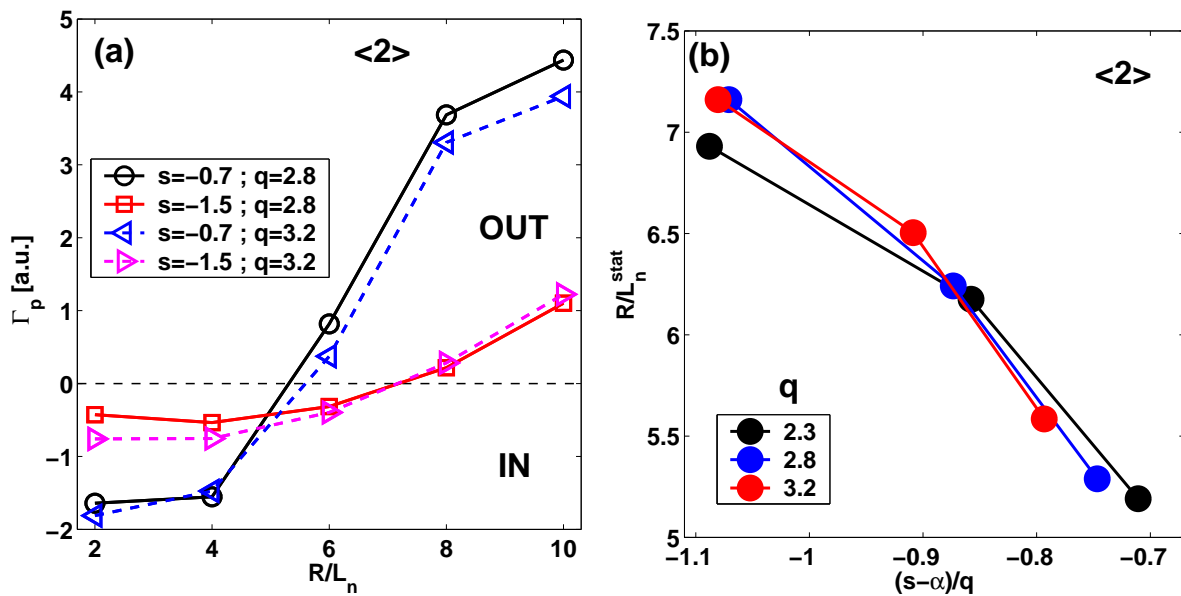 (a)
<2>
5
4
3
2
1
0
−1
−2
Γp [a.u.]
s=−0.7 ; q=2.8
s=−1.5 ; q=2.8
s=−0.7 ; q=3.2
s=−1.5 ; q=3.2
OUT
IN
2 4 6 8 10
R/Ln
(b)
<2>
7.5
7
6.5
6
5.5
5
R/Ln^stat
q
2.3
2.8
3.2
−1.1 −1 −0.9 −0.8 −0.7
(s−α)/q